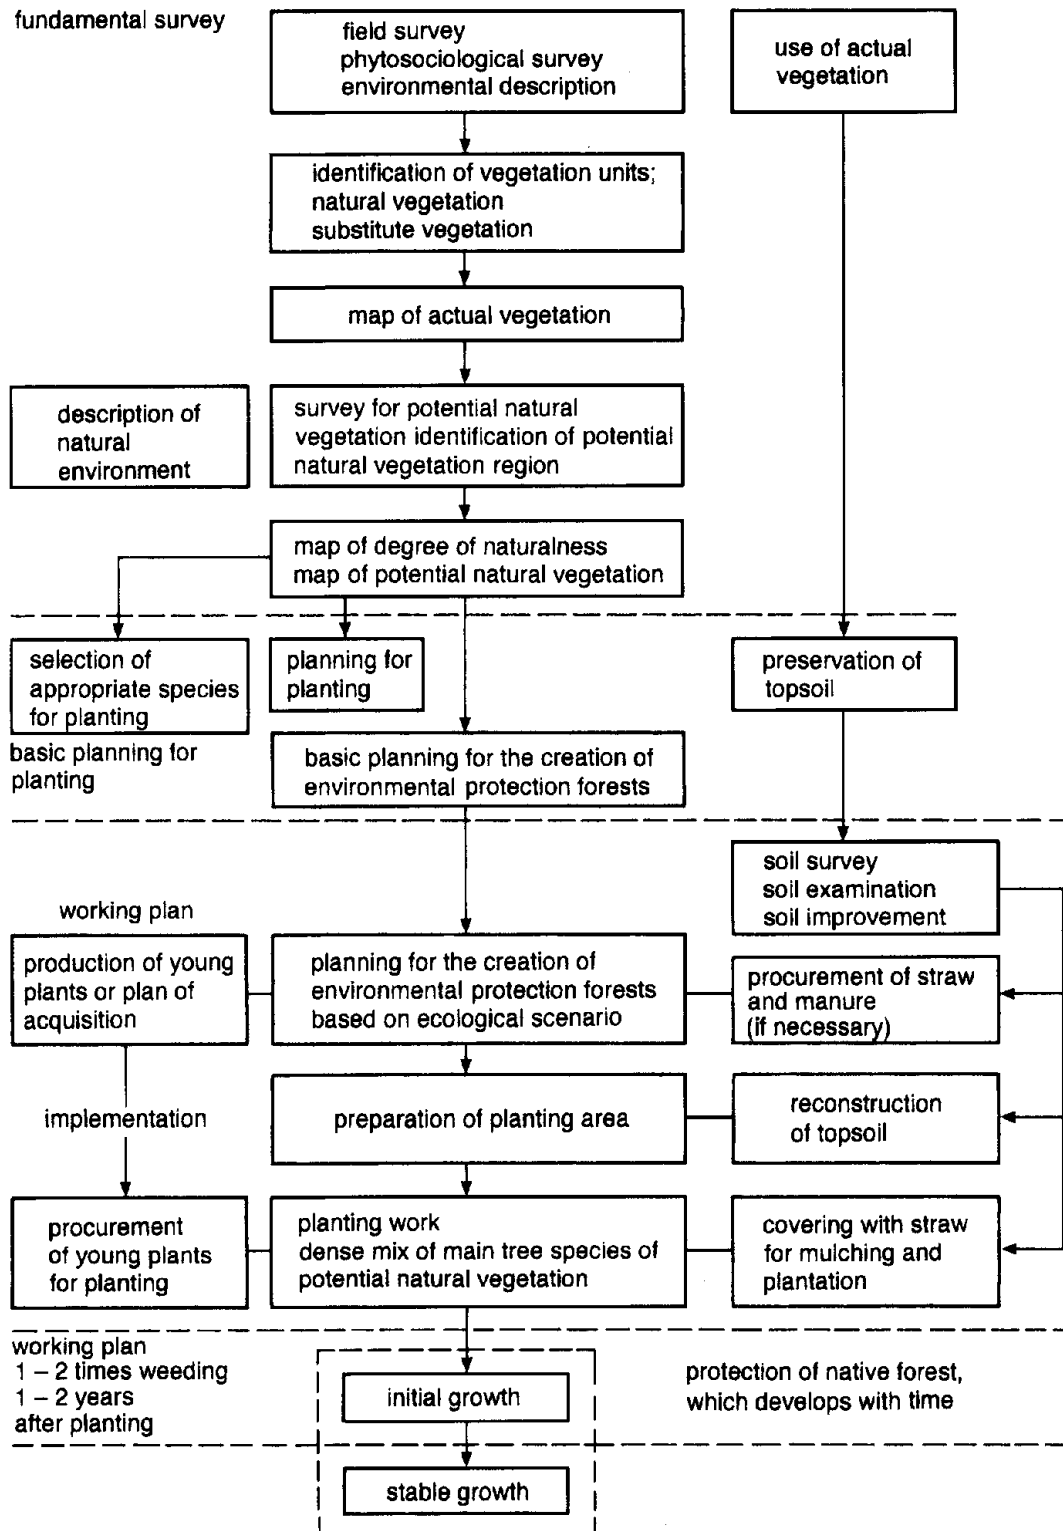 fundamental survey
field survey
phytosociological survey
environmental description
use of actual
vegetation
identification of vegetation units;
natural vegetation
substitute vegetation
map of actual vegetation
description of
natural
environment
survey for potential natural
vegetation identification of potential
natural vegetation region
map of degree of naturalness
map of potential natural vegetation
selection of
appropriate species
for planting
planning for
planting
preservation of
topsoil
basic planning for
planting
basic planning for the creation of
environmental protection forests
soil survey
soil examination
soil improvement
working plan
production of young
plants or plan of
acquisition
planning for the creation of
environmental protection forests
based on ecological scenario
procurement of straw
and manure
(if necessary)
implementation
preparation of planting area
reconstruction
of topsoil
procurement
of young plants
for planting
planting work
dense mix of main tree species of
potential natural vegetation
covering with straw
for mulching and
plantation
working plan
1 – 2 times weeding
1 – 2 years
after planting
initial growth
protection of native forest,
which develops with time
stable growth